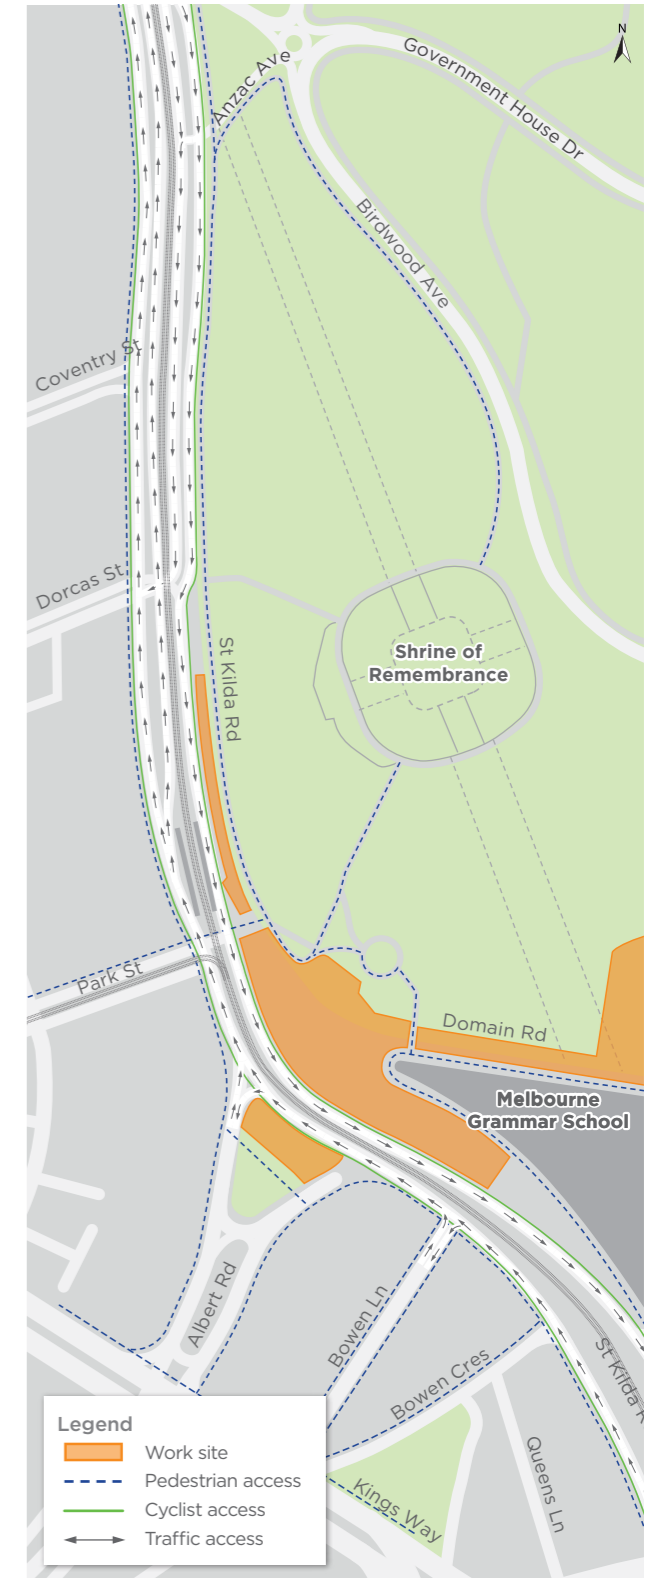 N
Government House Dr
Anzac Ave
Birdwood Ave
Coventry St
Dorcas St
St Kilda Rd
Shrine of
Remembrance
Park St
Domain Rd
Melbourne
Grammar School
Albert Rd
Bowen Ln
Bowen Cres
St Kilda R
Queens Ln
Kings Way
Legend
Work site
Pedestrian access
Cyclist access
Traffic access